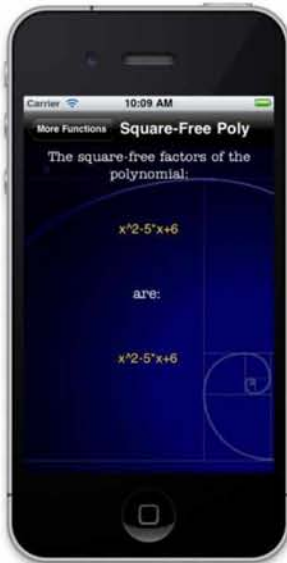 Carrier 10:09 AM
More Functions Square-Free Poly
The square-free factors of the
polynomial:
x^2-5*x+6
are:
x^2-5*x+6